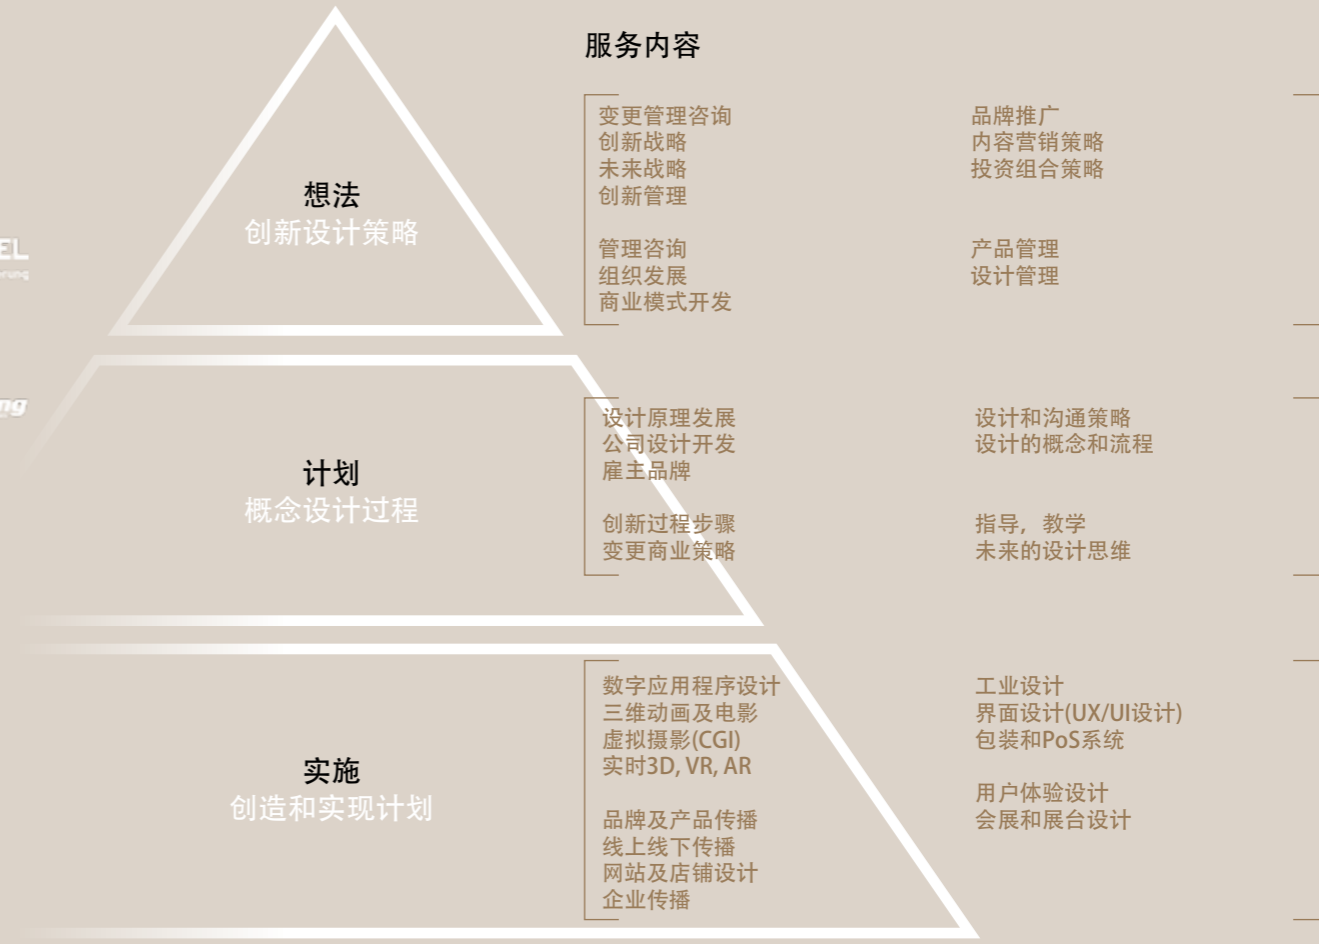 服务内容
想法
创新设计策略
变更管理咨询
创新战略
未来战略
创新管理
管理咨询
组织发展
商业模式开发
品牌推广
内容营销策略
投资组合策略
产品管理
设计管理
EL
计划
概念设计过程
设计原理发展
公司设计开发
雇主品牌
创新过程步骤
变更商业策略
设计和沟通策略
设计的概念和流程
指导，教学
未来的设计思维
ng
实施
创造和实现计划
数字应用程序设计
三维动画及电影
虚拟摄影(CGI)
实时3D, VR, AR
品牌及产品传播
线上线下传播
网站及店铺设计
企业传播
工业设计
界面设计(UX/UI设计)
包装和PoS系统
用户体验设计
会展和展台设计